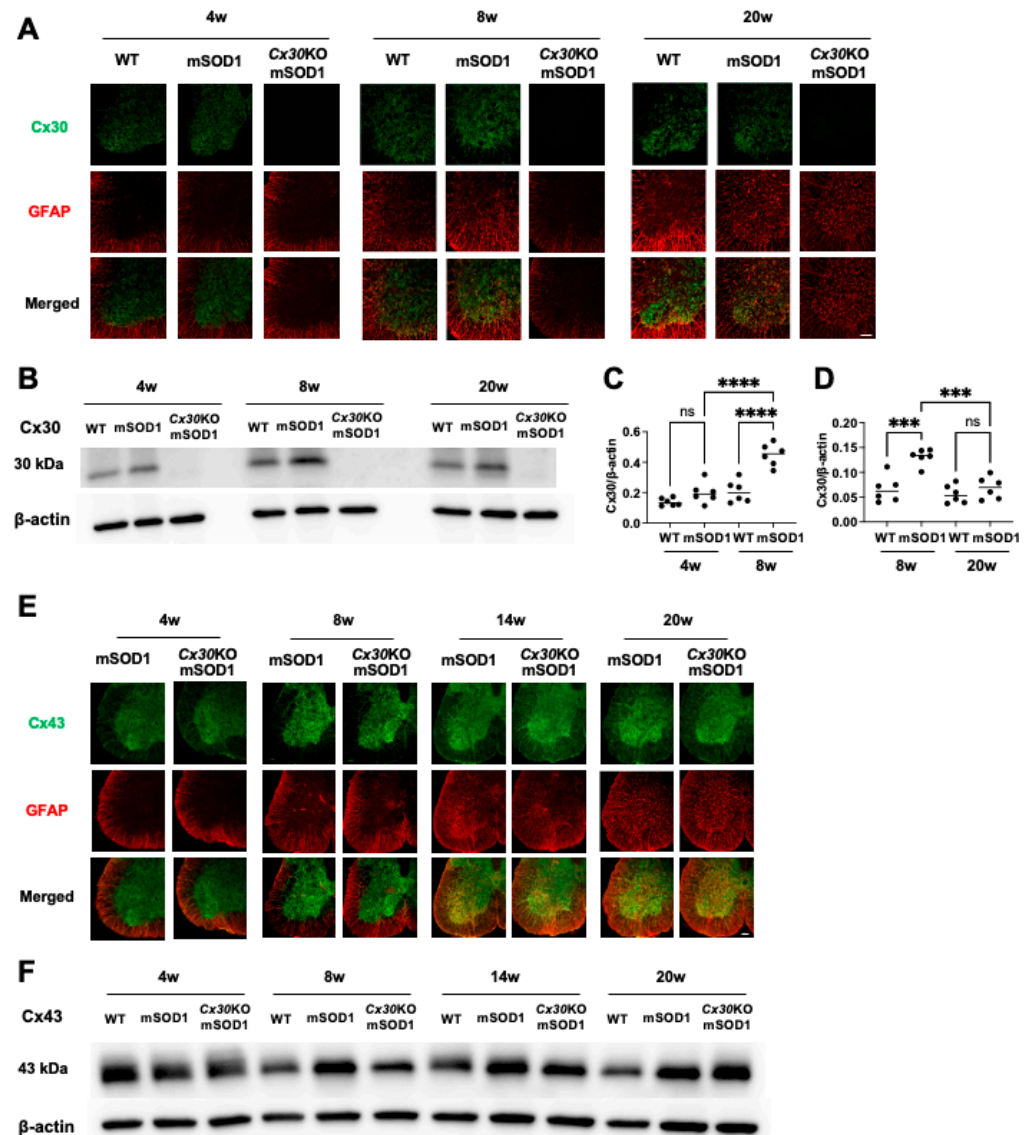 A
4w 8w 20w
WT mSOD1 Cx30KO mSOD1 WT mSOD1 Cx30KO mSOD1 WT mSOD1 Cx30KO mSOD1
Cx30
GFAP
Merged
B
4w 8w 20w
Cx30 WT mSOD1 Cx30KO mSOD1 WT mSOD1 Cx30KO mSOD1 WT mSOD1 Cx30KO mSOD1
30 kDa
β-actin
C
**** 
ns ****
Cx30/β-actin
0.6
0.4
0.2
0.0
WT mSOD1 WT mSOD1
4w 8w
D
***
*** ns
Cx30/β-actin
0.20
0.15
0.10
0.05
0.00
WT mSOD1 WT mSOD1
8w 20w
E
4w 8w 14w 20w
mSOD1 Cx30KO mSOD1 mSOD1 Cx30KO mSOD1 mSOD1 Cx30KO mSOD1 mSOD1 Cx30KO mSOD1
Cx43
GFAP
Merged
F
4w 8w 14w 20w
Cx43 WT mSOD1 Cx30KO mSOD1 WT mSOD1 Cx30KO mSOD1 WT mSOD1 Cx30KO mSOD1 WT mSOD1 Cx30KO mSOD1
43 kDa
β-actin